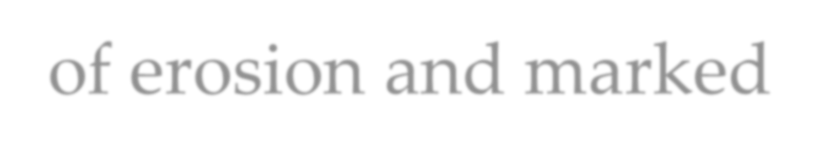 of erosion and marked